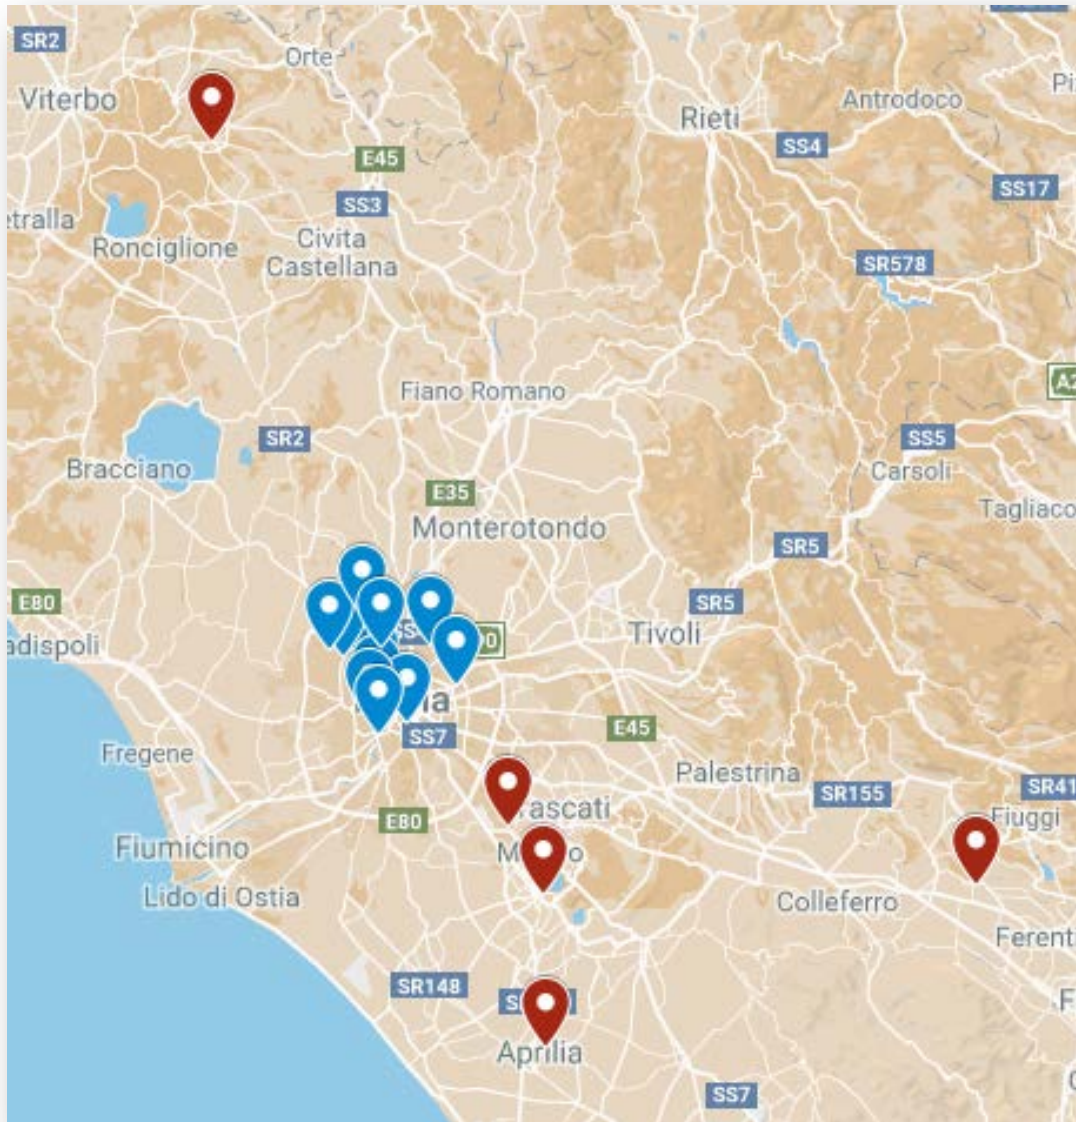 SR2
Orte
Viterbo
Antrodoco
Rieti
E45
SS4
SS17
SS3
etralla
Ronciglione
Civita
Castellana
SR578
Fiano Romano
SR2
SS5
Bracciano
Carsoli
E35
Tagliaco
Monterotondo
SR5
E80
SR5
adispoli
Tivoli
SS7
E45
Fregene
Palestrina
SR155
SR41
Fiuggi
E80
ascati
Fiumicino
Lido di Ostia
Colleferro
Ferent
SR148
Aprilia
SS7